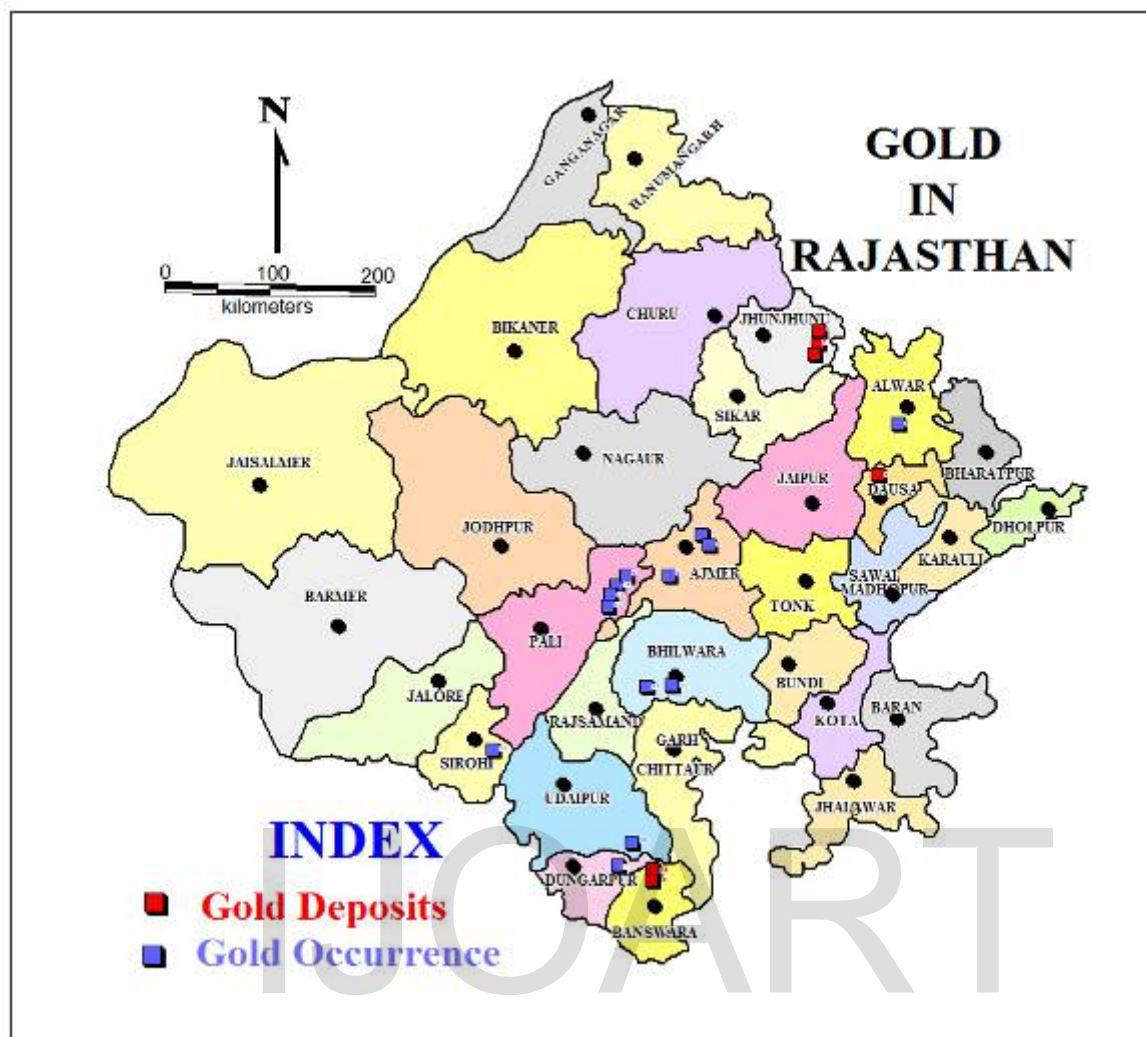 N
GOLD
IN
RAJASTHAN
0 100 200
kilometers
GANGANAGAR
HANUMANGARH
BIKANER
CHURU
JHUNJHUNU
SIKAR
ALWAR
JAISALMER
NAGAUR
JAIPUR
BHARATPUR
DAUSA
JODHPUR
DHOLPUR
KARAULI
AJMER
SAWAI
MADHOPUR
TONK
BARMER
PALI
BHILWARA
BUNDI
JALORE
RAJSAMAND
KOTA
BARAN
SIROHI
GARH
CHITTAUR
UDAIPUR
JHALAWAR
DUNGARPUR
BANSWARA
INDEX
Gold Deposits
Gold Occurrence
IJOART